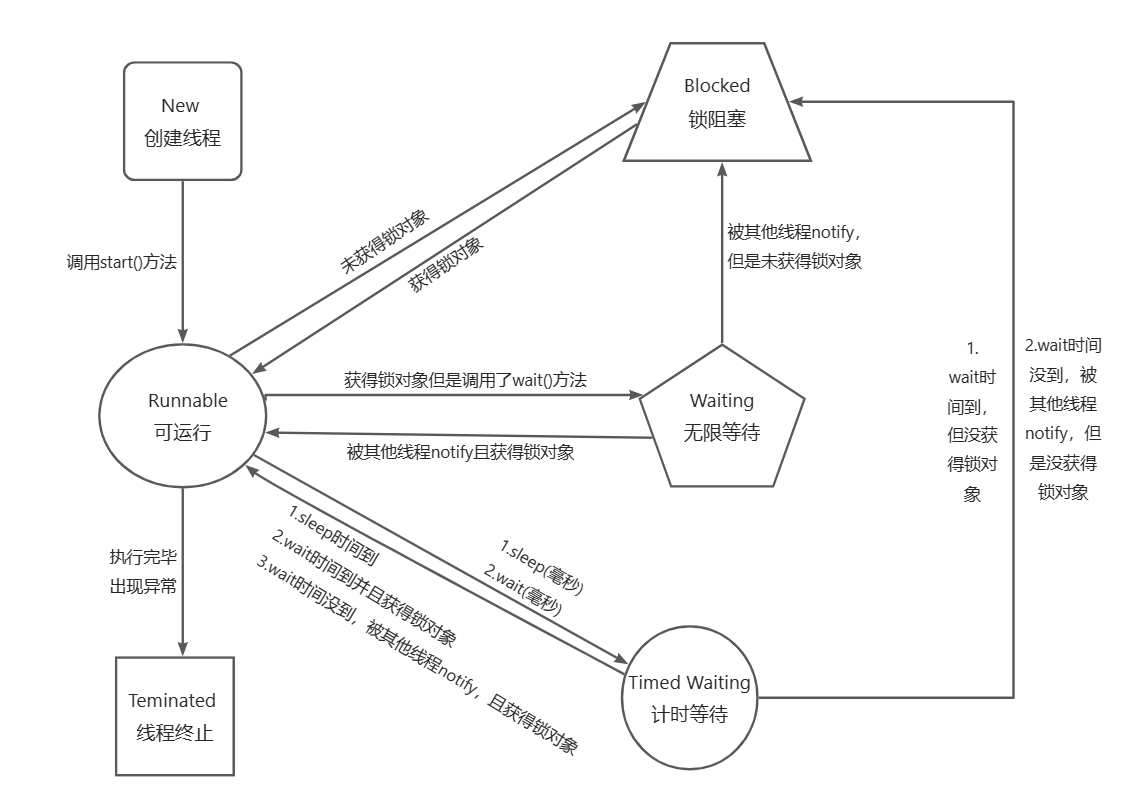 New
创建线程
Blocked
锁阻塞
调用start()方法
未获得锁对象
获得锁对象
被其他线程notify，
但是未获得锁对象
Runnable
可运行
获得锁对象但是调用了wait()方法
被其他线程notify且获得锁对象
Waiting
无限等待
1.
wait时
间到，
但没获
得锁对
象
2.wait时间
没到，被
其他线程
notify，但
是没获得
锁对象
执行完毕
出现异常
1.sleep时间到
2.wait时间到并且获得锁对象
3.wait时间没到，被其他线程notify，且获得锁对象
1.sleep(毫秒)
2.wait(毫秒)
Teminated
线程终止
Timed Waiting
计时等待